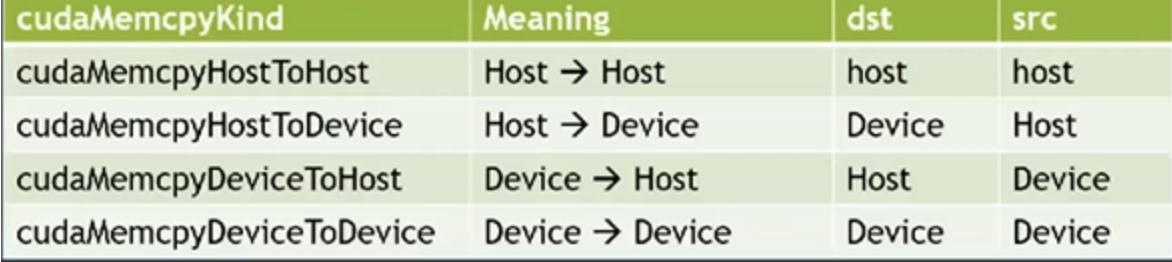 cudaMemcpyKind Meaning dst src
cudaMemcpyHostToHost Host → Host host host
cudaMemcpyHostToDevice Host → Device Device Host
cudaMemcpyDeviceToHost Device → Host Host Device
cudaMemcpyDeviceToDevice Device → Device Device Device